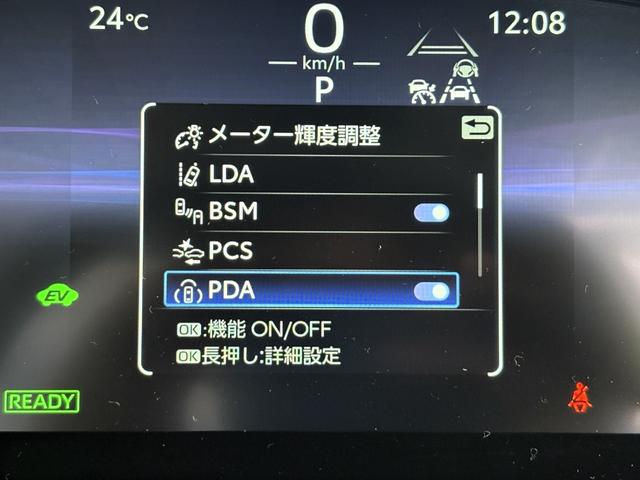 24°C
0
12:08
km/h
P
メーター輝度調整
LDA
BSM
PCS
PDA
OK:機能 ON/OFF
OK長押し:詳細設定
EV
READY